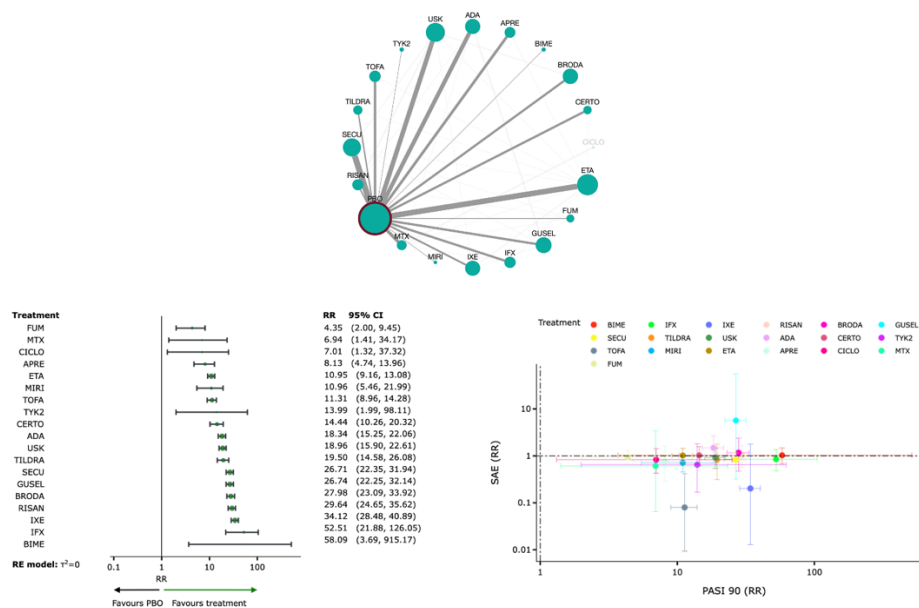 USK
ADA
APRE
TYK2
BIME
TOFA
BRODA
TILDRA
CERTO
SECU
CICLO
RISAN
ETA
PBO
FUM
MTX
GUSEL
MIRI
IXE
IFX
Treatment RR 95% CI
FUM 4.35 (2.00, 9.45)
MTX 6.94 (1.41, 34.17)
CICLO 7.01 (1.32, 37.32)
APRE 8.13 (4.74, 13.96)
ETA 10.95 (9.16, 13.08)
MIRI 10.96 (5.46, 21.99)
TOFA 11.31 (8.96, 14.28)
TYK2 13.99 (1.99, 98.11)
CERTO 14.44 (10.26, 20.32)
ADA 18.34 (15.25, 22.06)
USK 18.96 (15.90, 22.61)
TILDRA 19.50 (14.58, 26.08)
SECU 26.71 (22.35, 31.94)
GUSEL 26.74 (22.25, 32.14)
BRODA 27.98 (23.09, 33.92)
RISAN 29.64 (24.65, 35.62)
IXE 34.12 (28.48, 40.89)
IFX 52.51 (21.88, 126.05)
BIME 58.09 (3.69, 915.17)
RE model: τ²=0
0.1 1 10 100
RR
Favours PBO Favours treatment
Treatment BIME IFX IXE RISAN BRODA GUSEL
SECU TILDRA USK ADA CERTO TYK2
TOFA MIRI ETA APRE CICLO MTX
FUM
SAE (RR)
10
1
0.1
0.01
1 10 100
PASI 90 (RR)